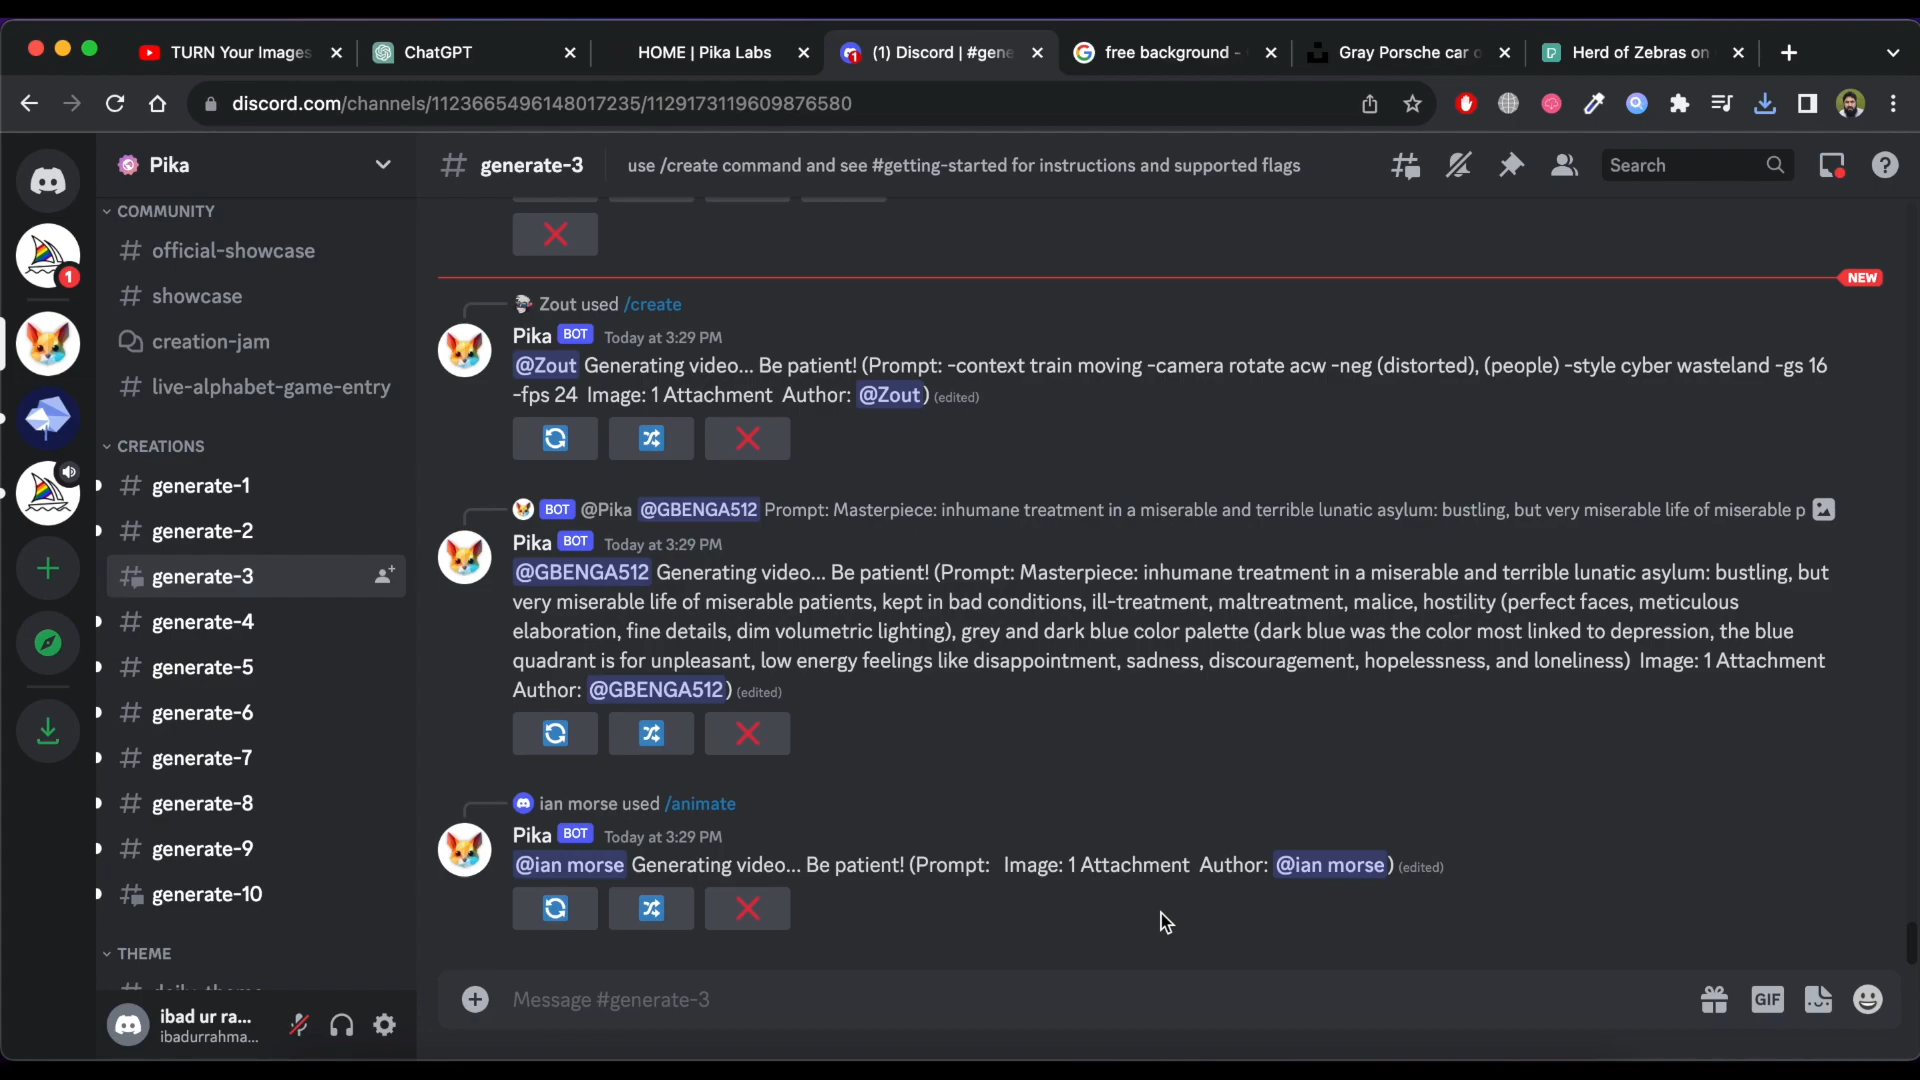 TURN Your Images
ChatGPT
HOME | Pika Labs
(1) Discord | #gene
free background -
Gray Porsche car o
Herd of Zebras on
discord.com/channels/1123665496148017235/1129173119609876580
Pika
generate-3
use /create command and see #getting-started for instructions and supported flags
Search
COMMUNITY
official-showcase
showcase
creation-jam
live-alphabet-game-entry
CREATIONS
generate-1
generate-2
generate-3
generate-4
generate-5
generate-6
generate-7
generate-8
generate-9
generate-10
THEME
ibad ur ra...
ibadurrahma...
1
NEW
Zout used /create
Pika BOT Today at 3:29 PM
@Zout Generating video... Be patient! (Prompt: -context train moving -camera rotate acw -neg (distorted), (people) -style cyber wasteland -gs 16
-fps 24 Image: 1 Attachment Author: @Zout) (edited)
BOT @Pika @GBENGA512 Prompt: Masterpiece: inhumane treatment in a miserable and terrible lunatic asylum: bustling, but very miserable life of miserable p
Pika BOT Today at 3:29 PM
@GBENGA512 Generating video... Be patient! (Prompt: Masterpiece: inhumane treatment in a miserable and terrible lunatic asylum: bustling, but
very miserable life of miserable patients, kept in bad conditions, ill-treatment, maltreatment, malice, hostility (perfect faces, meticulous
elaboration, fine details, dim volumetric lighting), grey and dark blue color palette (dark blue was the color most linked to depression, the blue
quadrant is for unpleasant, low energy feelings like disappointment, sadness, discouragement, hopelessness, and loneliness) Image: 1 Attachment
Author: @GBENGA512) (edited)
ian morse used /animate
Pika BOT Today at 3:29 PM
@ian morse Generating video... Be patient! (Prompt: Image: 1 Attachment Author: @ian morse) (edited)
Message #generate-3
GIF